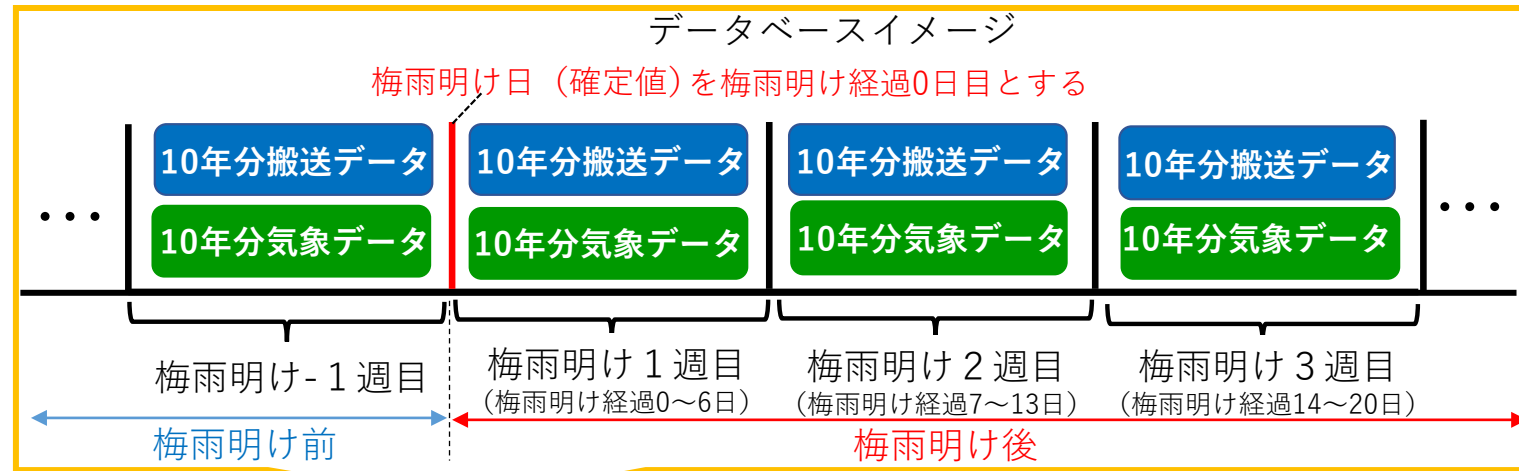 データベースイメージ
梅雨明け日（確定値）を梅雨明け経過0日目とする
10年分搬送データ
10年分搬送データ
10年分搬送データ
10年分搬送データ
･･･
･･･
10年分気象データ
10年分気象データ
10年分気象データ
10年分気象データ
梅雨明け-１週目
梅雨明け１週目
（梅雨明け経過0～6日）
梅雨明け２週目
（梅雨明け経過7～13日）
梅雨明け３週目
（梅雨明け経過14～20日）
梅雨明け前
梅雨明け後